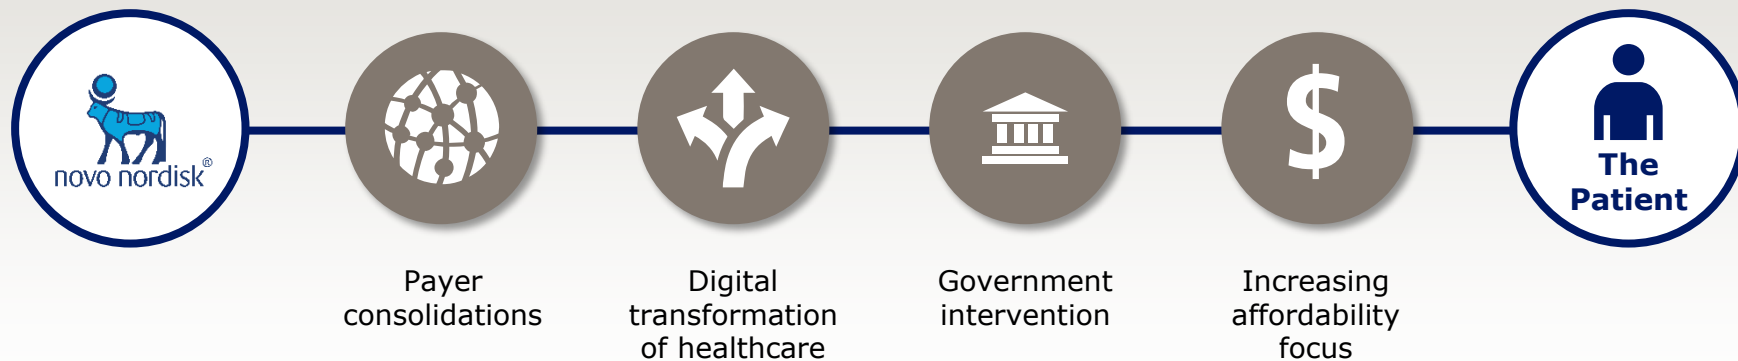 novo nordisk®
The
Patient
Payer
consolidations
Digital
transformation
of healthcare
Government
intervention
Increasing
affordability
focus